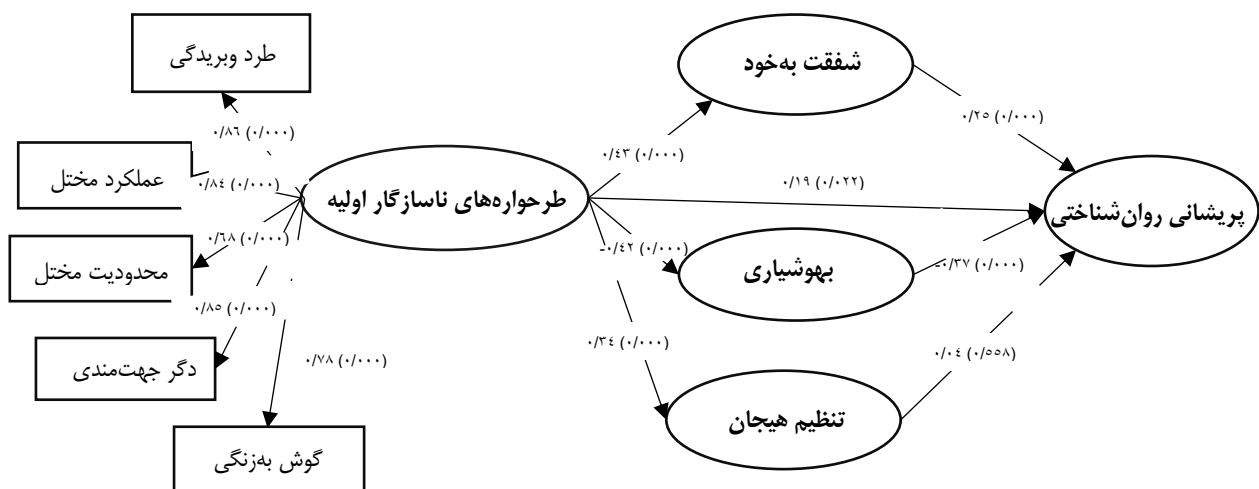 طرد وبریدگی
شفقت به‌خود
۰/۸۶ (۰/۰۰۰)
۰/۲۵ (۰/۰۰۰)
عملکرد مختل
۰/۸۴ (۰/۰۰۰)
۰/۴۳ (۰/۰۰۰)
۰/۱۹ (۰/۰۲۲)
طرحواره‌های ناسازگار اولیه
پریشانی روان‌شناختی
۰/۶۸ (۰/۰۰۰)
-۰/۴۲ (۰/۰۰۰)
محدودیت مختل
بهوشیاری
-۰/۳۷ (۰/۰۰۰)
۰/۸۵ (۰/۰۰۰)
۰/۳۴ (۰/۰۰۰)
۰/۰۴ (۰/۵۵۸)
دگر جهت‌مندی
۰/۷۸ (۰/۰۰۰)
تنظیم هیجان
گوش به‌زنگی